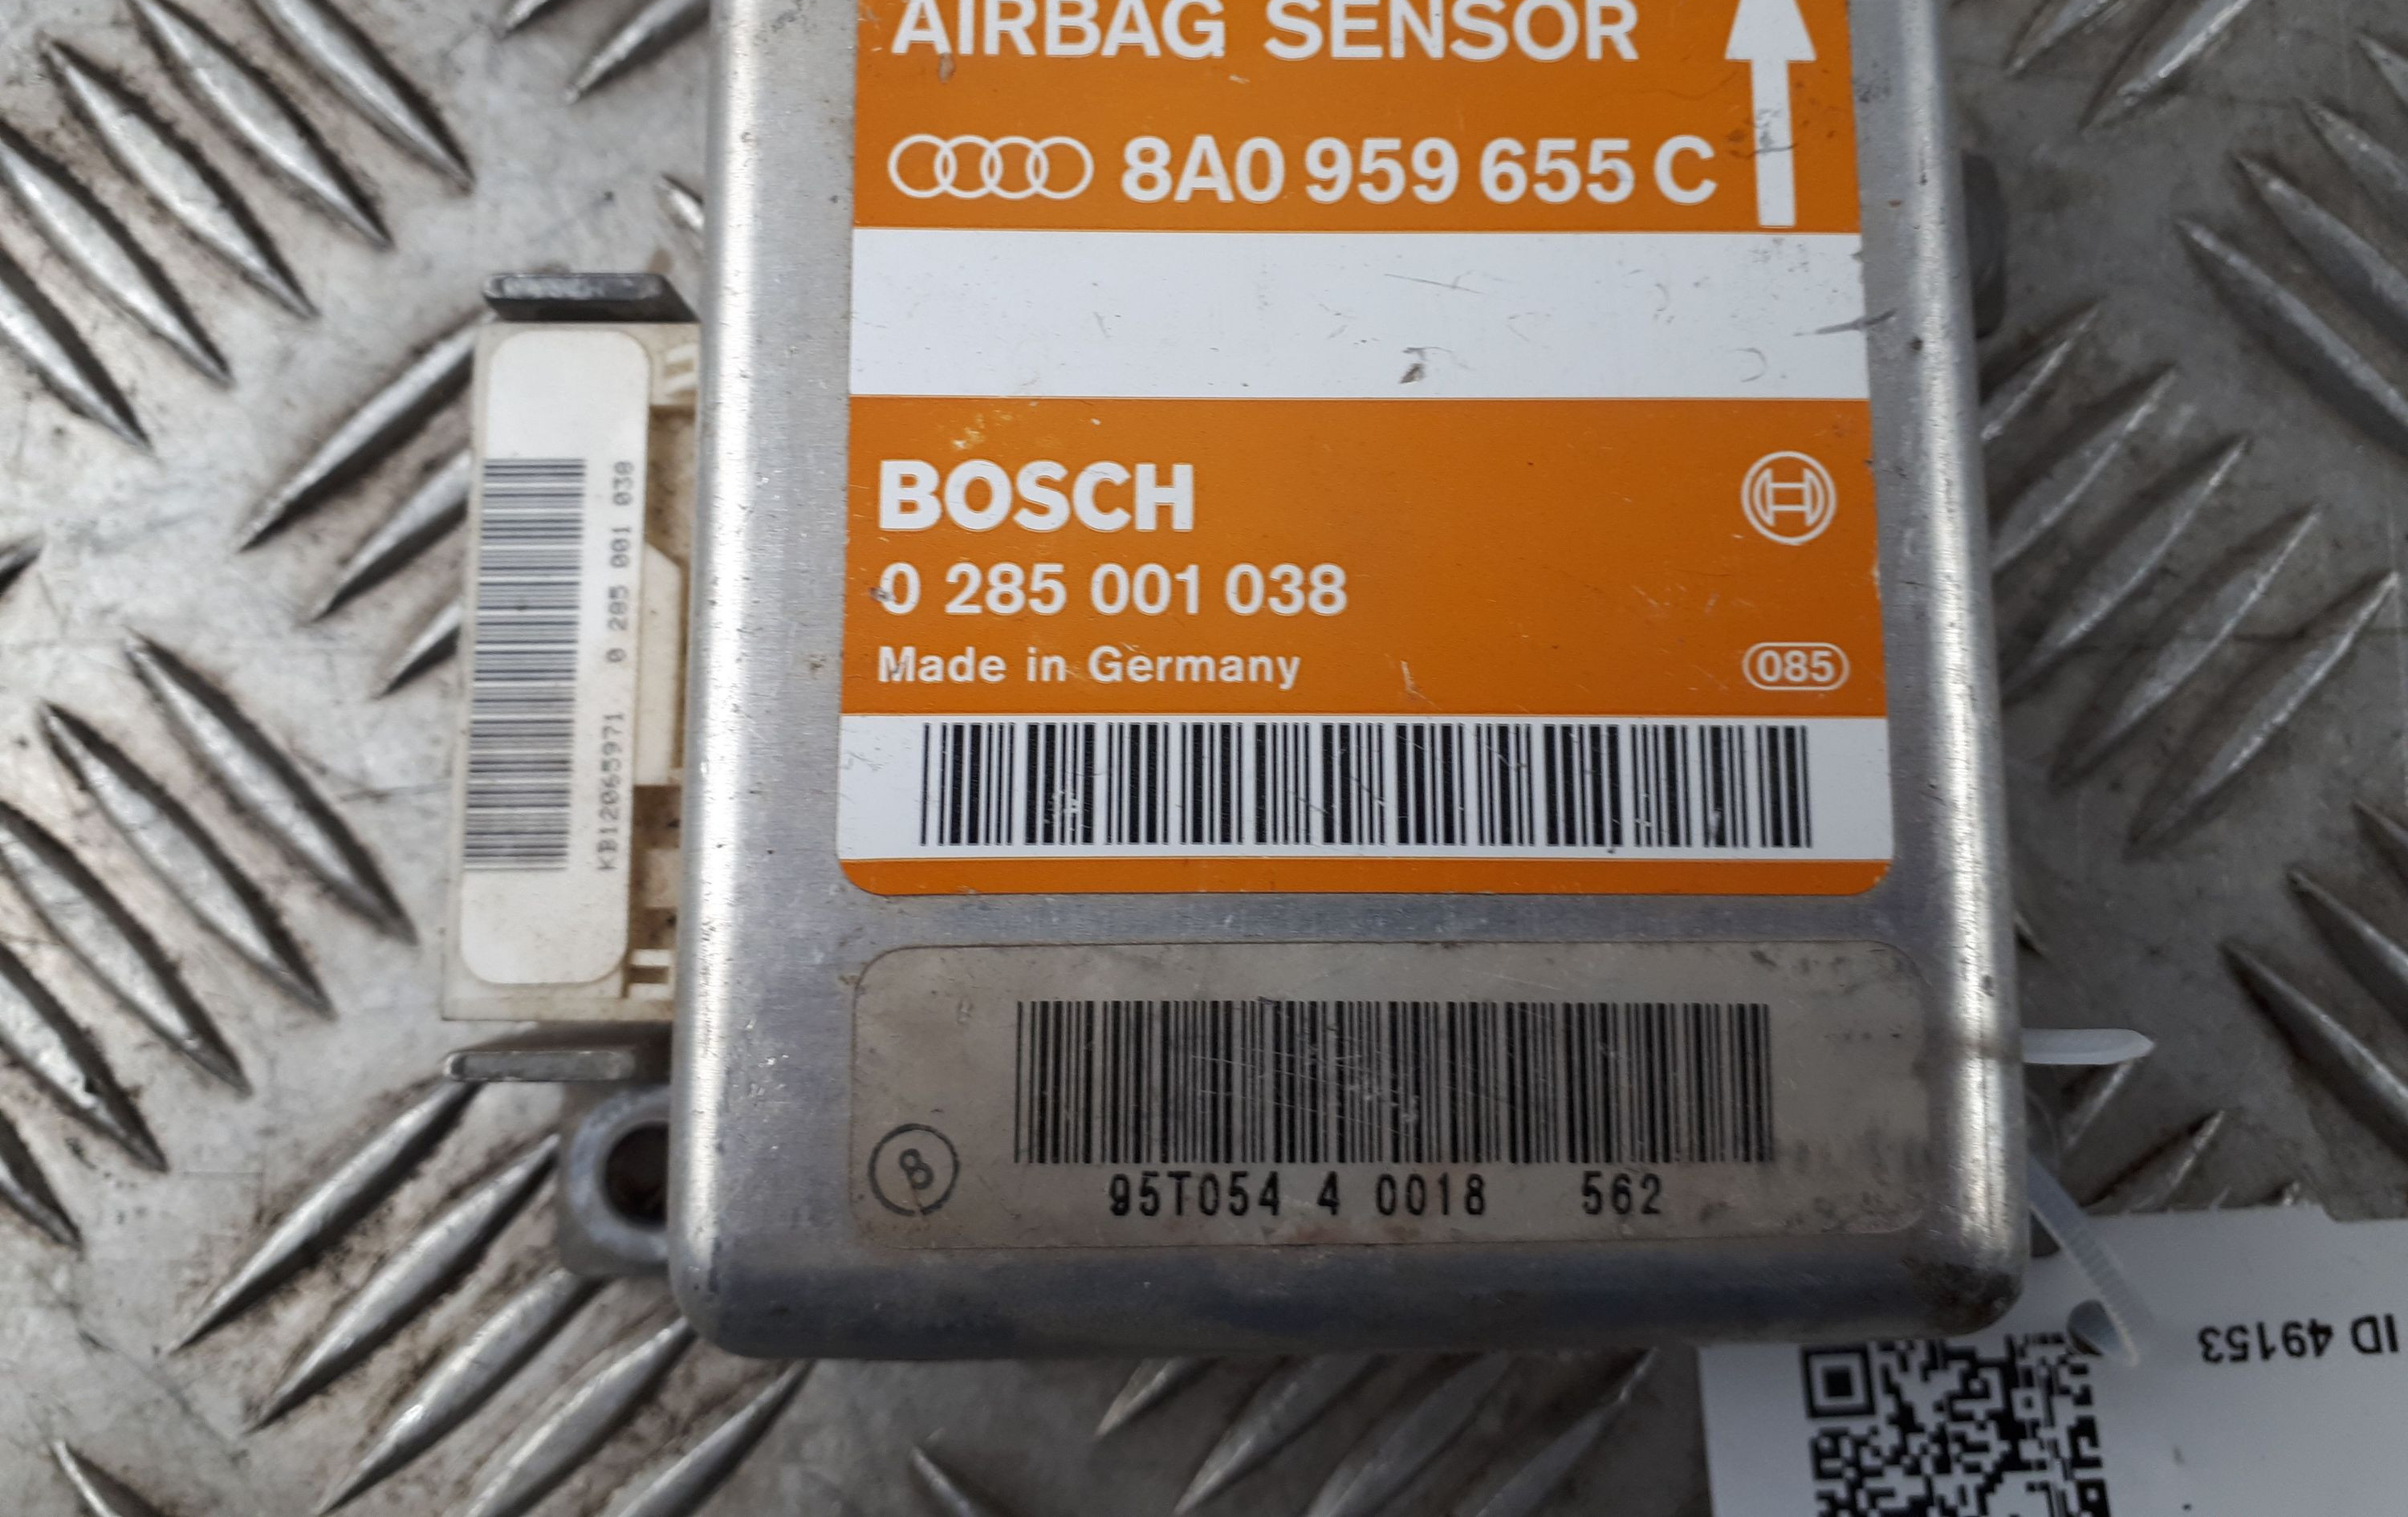 AIRBAG SENSOR
8A0 959 655 C
BOSCH
0 285 001 038
Made in Germany
085
KB12065971 0 285 001 038
8
95T054 4 0018 562
ID 49153